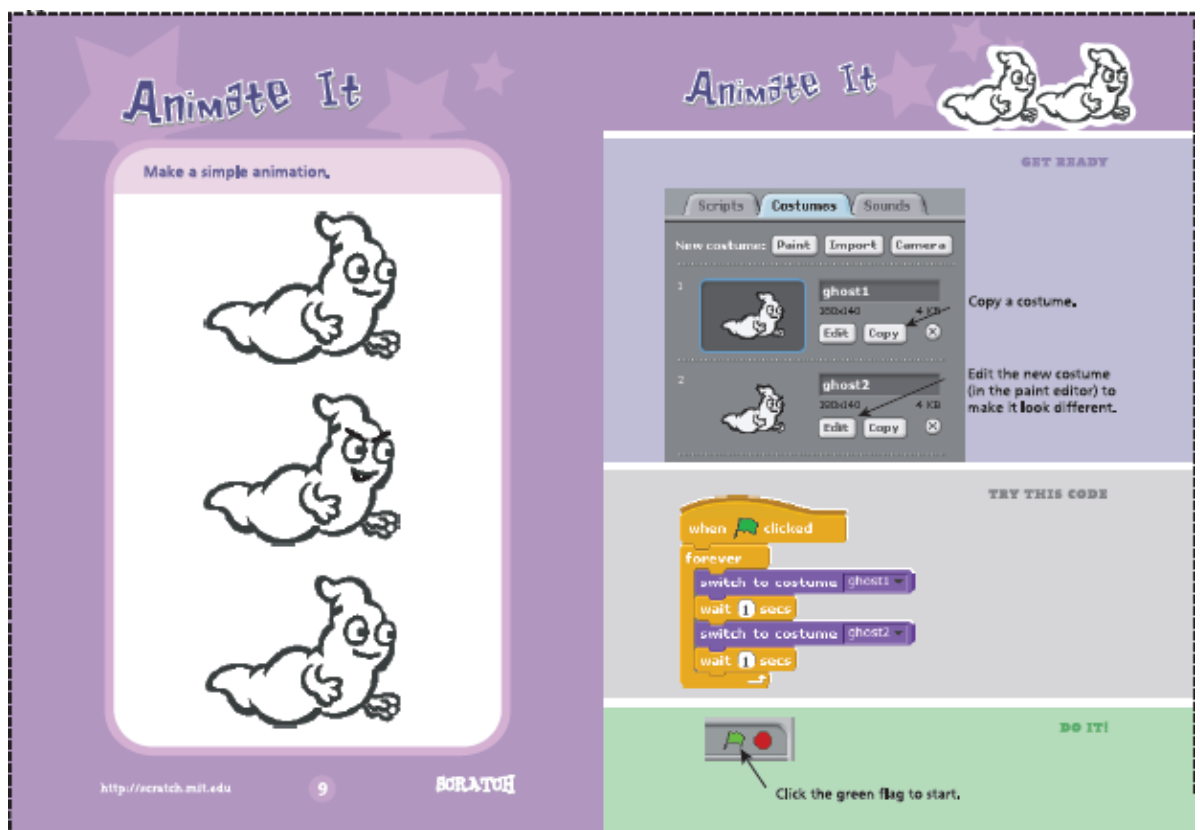 Animate It
Make a simple animation.
http://scratch.mit.edu
9
SCRATCH
Animate It
GET READY
Scripts Costumes Sounds
New costume: Paint Import Camera
1
ghost1
4 KB
Edit Copy
Copy a costume.
2
ghost2
4 KB
Edit Copy
Edit the new costume
(in the paint editor) to
make it look different.
TRY THIS CODE
when clicked
forever
switch to costume ghost1
wait 1 secs
switch to costume ghost2
wait 1 secs
DO IT!
Click the green flag to start.